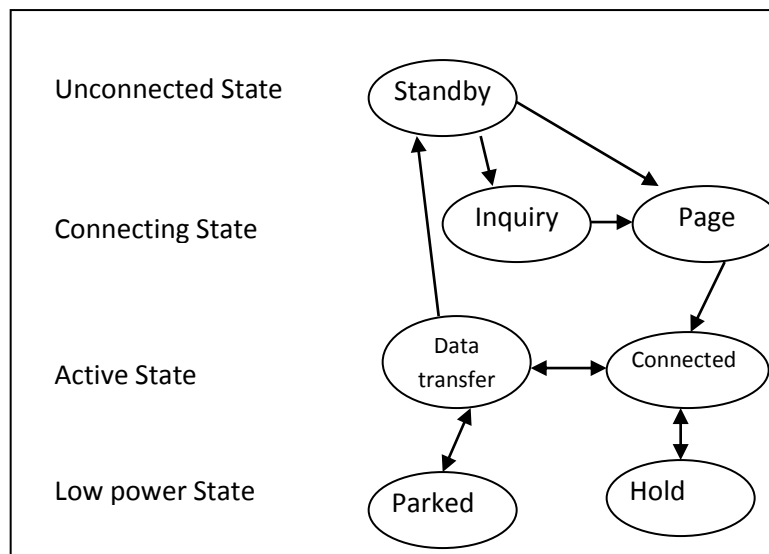 Unconnected State
Standby
Connecting State
Inquiry
Page
Active State
Data
transfer
Connected
Low power State
Parked
Hold